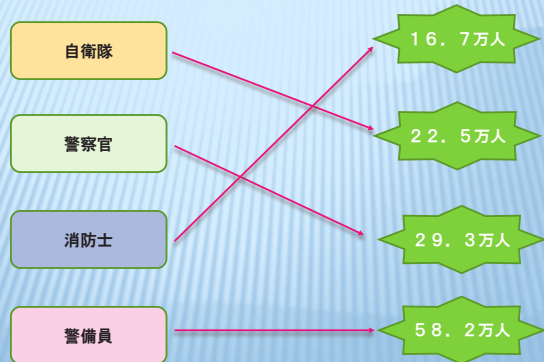 自衛隊
１６．７万人
２２．５万人
警察官
消防士
２９．３万人
警備員
５８．２万人